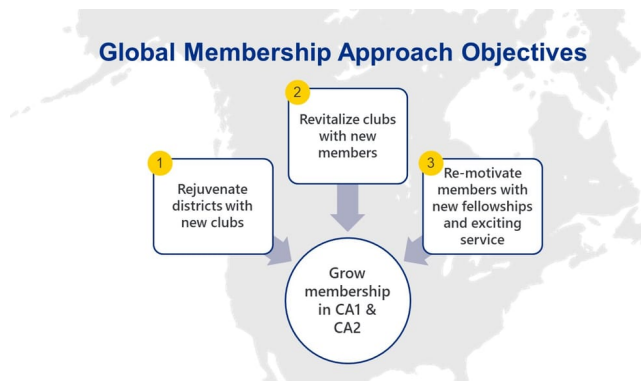 Global Membership Approach Objectives
2
Revitalize clubs
with new
members
1
Rejuvenate
districts with
new clubs
3
Re-motivate
members with
new fellowships
and exciting
service
Grow
membership
in CA1 &
CA2